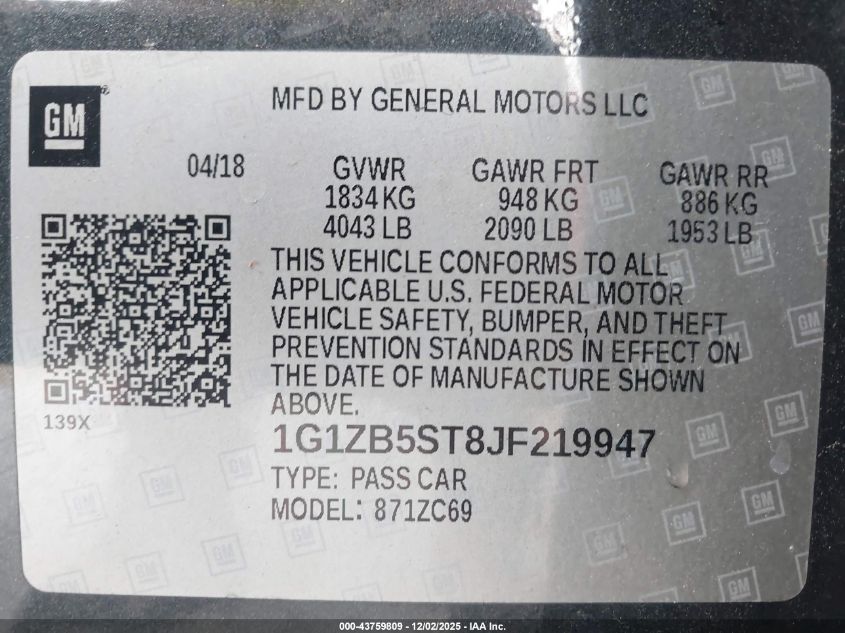 GM®
MFD BY GENERAL MOTORS LLC
04/18
GVWR
1834 KG
4043 LB
GAWR FRT
948 KG
2090 LB
GAWR RR
886 KG
1953 LB
THIS VEHICLE CONFORMS TO ALL
APPLICABLE U.S. FEDERAL MOTOR
VEHICLE SAFETY, BUMPER, AND THEFT
PREVENTION STANDARDS IN EFFECT ON
THE DATE OF MANUFACTURE SHOWN
ABOVE.
139X
1G1ZB5ST8JF219947
TYPE: PASS CAR
MODEL: 871ZC69
000-43759809 - 12/02/2025 - IAA Inc.